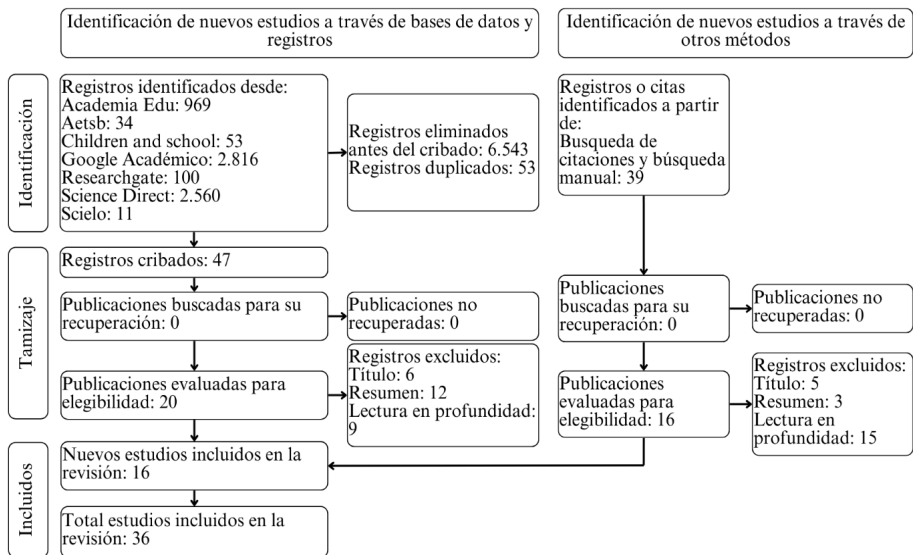 Identificación de nuevos estudios a través de bases de datos y
registros
Identificación de nuevos estudios a través de
otros métodos
Identificación
Registros identificados desde:
Academia Edu: 969
Aetsb: 34
Children and school: 53
Google Académico: 2.816
Researchgate: 100
Science Direct: 2.560
Scielo: 11
Registros eliminados
antes del cribado: 6.543
Registros duplicados: 53
Registros o citas
identificados a partir
de:
Busqueda de
citaciones y búsqueda
manual: 39
Tamizaje
Registros cribados: 47
Publicaciones buscadas para su
recuperación: 0
Publicaciones no
recuperadas: 0
Publicaciones
buscadas para su
recuperación: 0
Publicaciones no
recuperadas: 0
Publicaciones evaluadas para
elegibilidad: 20
Registros excluidos:
Título: 6
Resumen: 12
Lectura en profundidad:
9
Publicaciones
evaluadas para
elegibilidad: 16
Registros excluidos:
Título: 5
Resumen: 3
Lectura en
profundidad: 15
Incluidos
Nuevos estudios incluidos en la
revisión: 16
Total estudios incluidos en la
revisión: 36